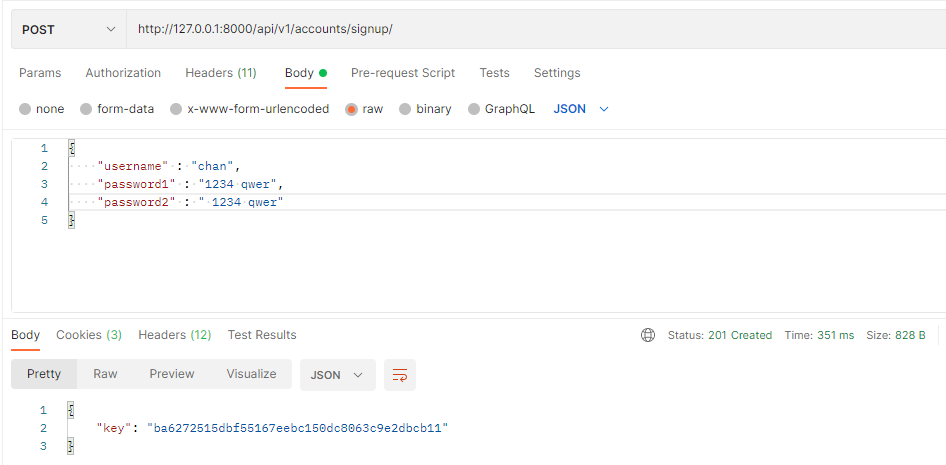 POST http://127.0.0.1:8000/api/v1/accounts/signup/
Params Authorization Headers (11) Body Pre-request Script Tests Settings
none form-data x-www-form-urlencoded raw binary GraphQL JSON
1 {
2 "username" : "chan",
3 "password1" : "1234 qwer",
4 "password2" : " 1234 qwer"
5 }
Body Cookies (3) Headers (12) Test Results Status: 201 Created Time: 351 ms Size: 828 B
Pretty Raw Preview Visualize JSON
1 {
2 "key": "ba6272515dbf55167eebc150dc8063c9e2dbcb11"
3 }